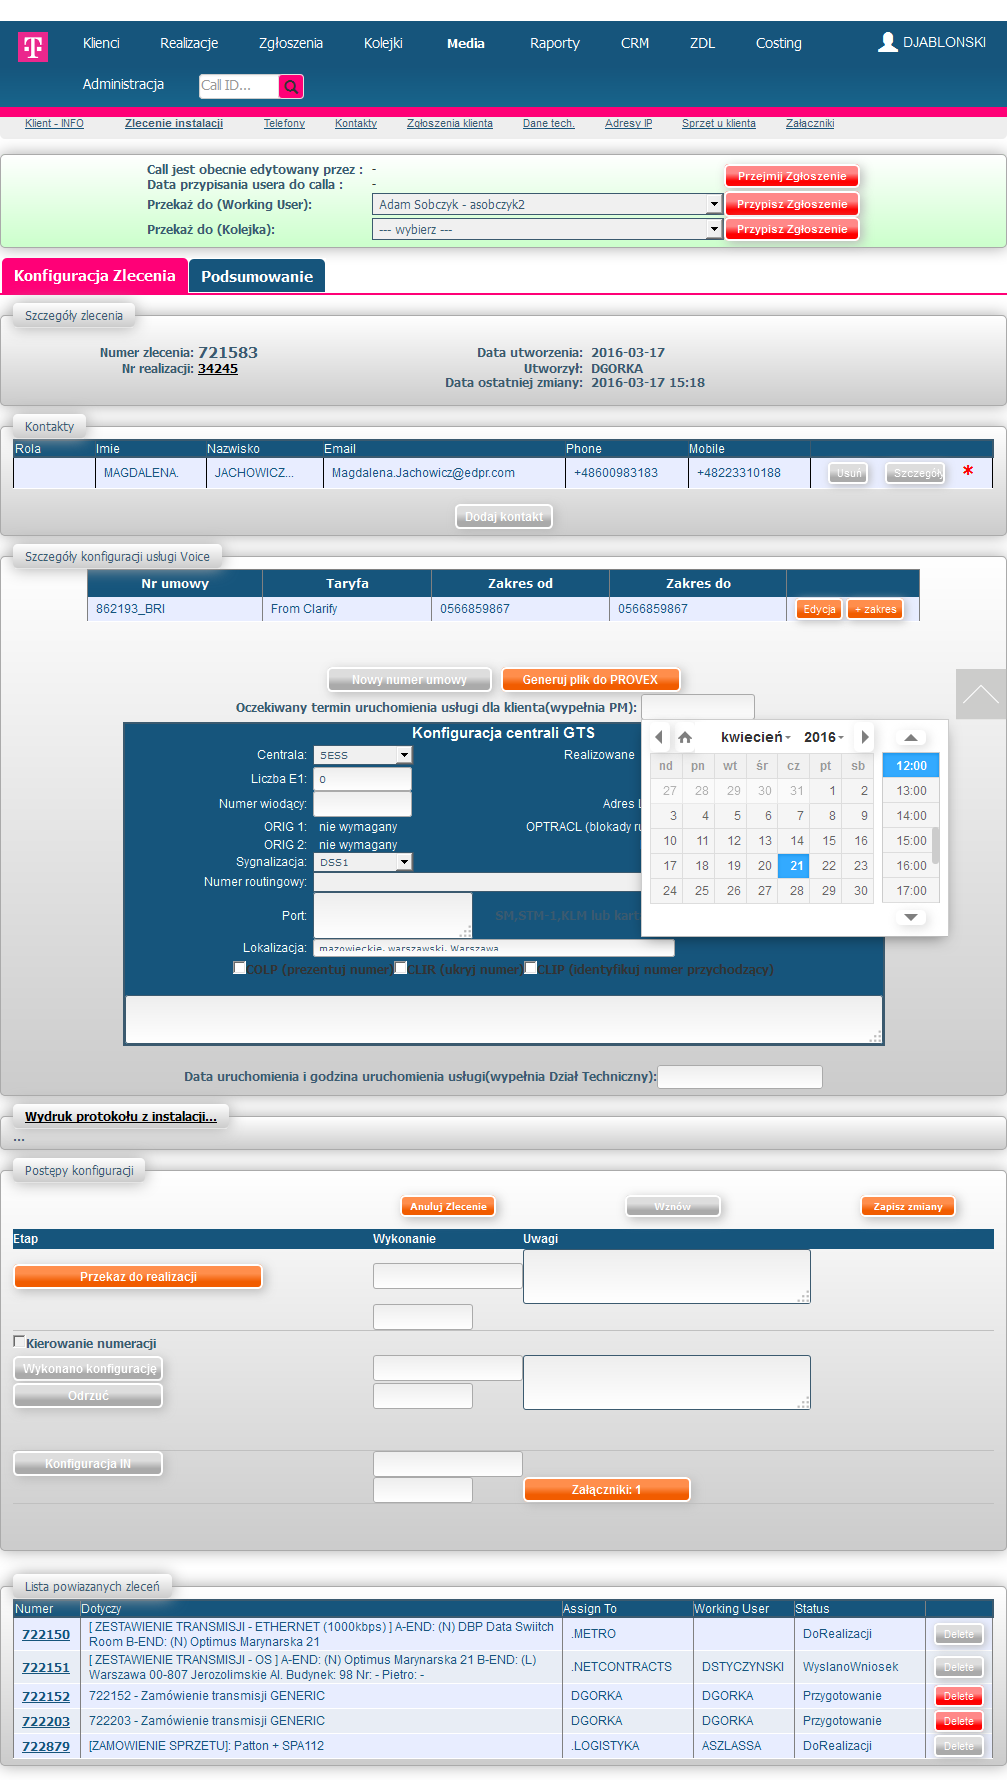 T
Klienci Realizacje Zgłoszenia Kolejki Media Raporty CRM ZDL Costing DJABLONSKI
Administracja Call ID...
Klient - INFO Zlecenie instalacji Telefony Kontakty Zgłoszenia klienta Dane tech. Adresy IP Sprzęt u klienta Załaczniki
Call jest obecnie edytowany przez : - Przejmij Zgłoszenie
Data przypisania usera do calla : -
Przekaż do (Working User): Adam Sobczyk - asobczyk2 Przypisz Zgłoszenie
Przekaż do (Kolejka): --- wybierz --- Przypisz Zgłoszenie
Konfiguracja Zlecenia Podsumowanie
Szczegóły zlecenia
Numer zlecenia: 721583 Data utworzenia: 2016-03-17
Nr realizacji: 34245 Utworzył: DGORKA
Data ostatniej zmiany: 2016-03-17 15:18
Kontakty
Rola Imie Nazwisko Email Phone Mobile
MAGDALENA. JACHOWICZ... Magdalena.Jachowicz@edpr.com +48600983183 +48223310188 Usuń Szczegóły *
Dodaj kontakt
Szczegóły konfiguracji usługi Voice
Nr umowy Taryfa Zakres od Zakres do
862193_BRI From Clarify 0566859867 0566859867 Edycja + zakres
Nowy numer umowy Generuj plik do PROVEX
Oczekiwany termin uruchomienia usługi dla klienta(wypełnia PM):
Konfiguracja centrali GTS
Centrala: 5ESS Realizowane
Liczba E1: 0
Numer wiodący: Adres
ORIG 1: nie wymagany OPTRACL (blokady
ORIG 2: nie wymagany
Sygnalizacja: DSS1
Numer routingowy:
Port: SM,STM-1,KLM lub kart
Lokalizacja: mazowieckie, warszawski, Warszawa
COLP (prezentuj numer) CLIR (ukryj numer) CLIP (identyfikuj numer przychodzący)
kwiecień 2016
nd pn wt śr cz pt sb 12:00
27 28 29 30 31 1 2 13:00
3 4 5 6 7 8 9 14:00
10 11 12 13 14 15 16 15:00
17 18 19 20 21 22 23 16:00
24 25 26 27 28 29 30 17:00
Data uruchomienia i godzina uruchomienia usługi(wypełnia Dział Techniczny):
Wydruk protokołu z instalacji...
...
Postępy konfiguracji
Anuluj Zlecenie Wznów Zapisz zmiany
Etap Wykonanie Uwagi
Przekaz do realizacji
Kierowanie numeracji
Wykonano konfigurację
Odrzuć
Konfiguracja IN
Załączniki: 1
Lista powiazanych zleceń
Numer Dotyczy Assign To Working User Status
722150 [ ZESTAWIENIE TRANSMISJI - ETHERNET (1000kbps) ] A-END: (N) DBP Data Swiitch .METRO DoRealizacji Delete
Room B-END: (N) Optimus Marynarska 21
722151 [ ZESTAWIENIE TRANSMISJI - OS ] A-END: (N) Optimus Marynarska 21 B-END: (L) .NETCONTRACTS DSTYCZYNSKI WyslanoWniosek Delete
Warszawa 00-807 Jerozolimskie Al. Budynek: 98 Nr: - Pietro: -
722152 722152 - Zamówienie transmisji GENERIC DGORKA DGORKA Przygotowanie Delete
722203 722203 - Zamówienie transmisji GENERIC DGORKA DGORKA Przygotowanie Delete
722879 [ZAMOWIENIE SPRZETU]: Patton + SPA112 .LOGISTYKA ASZLASSA DoRealizacji Delete